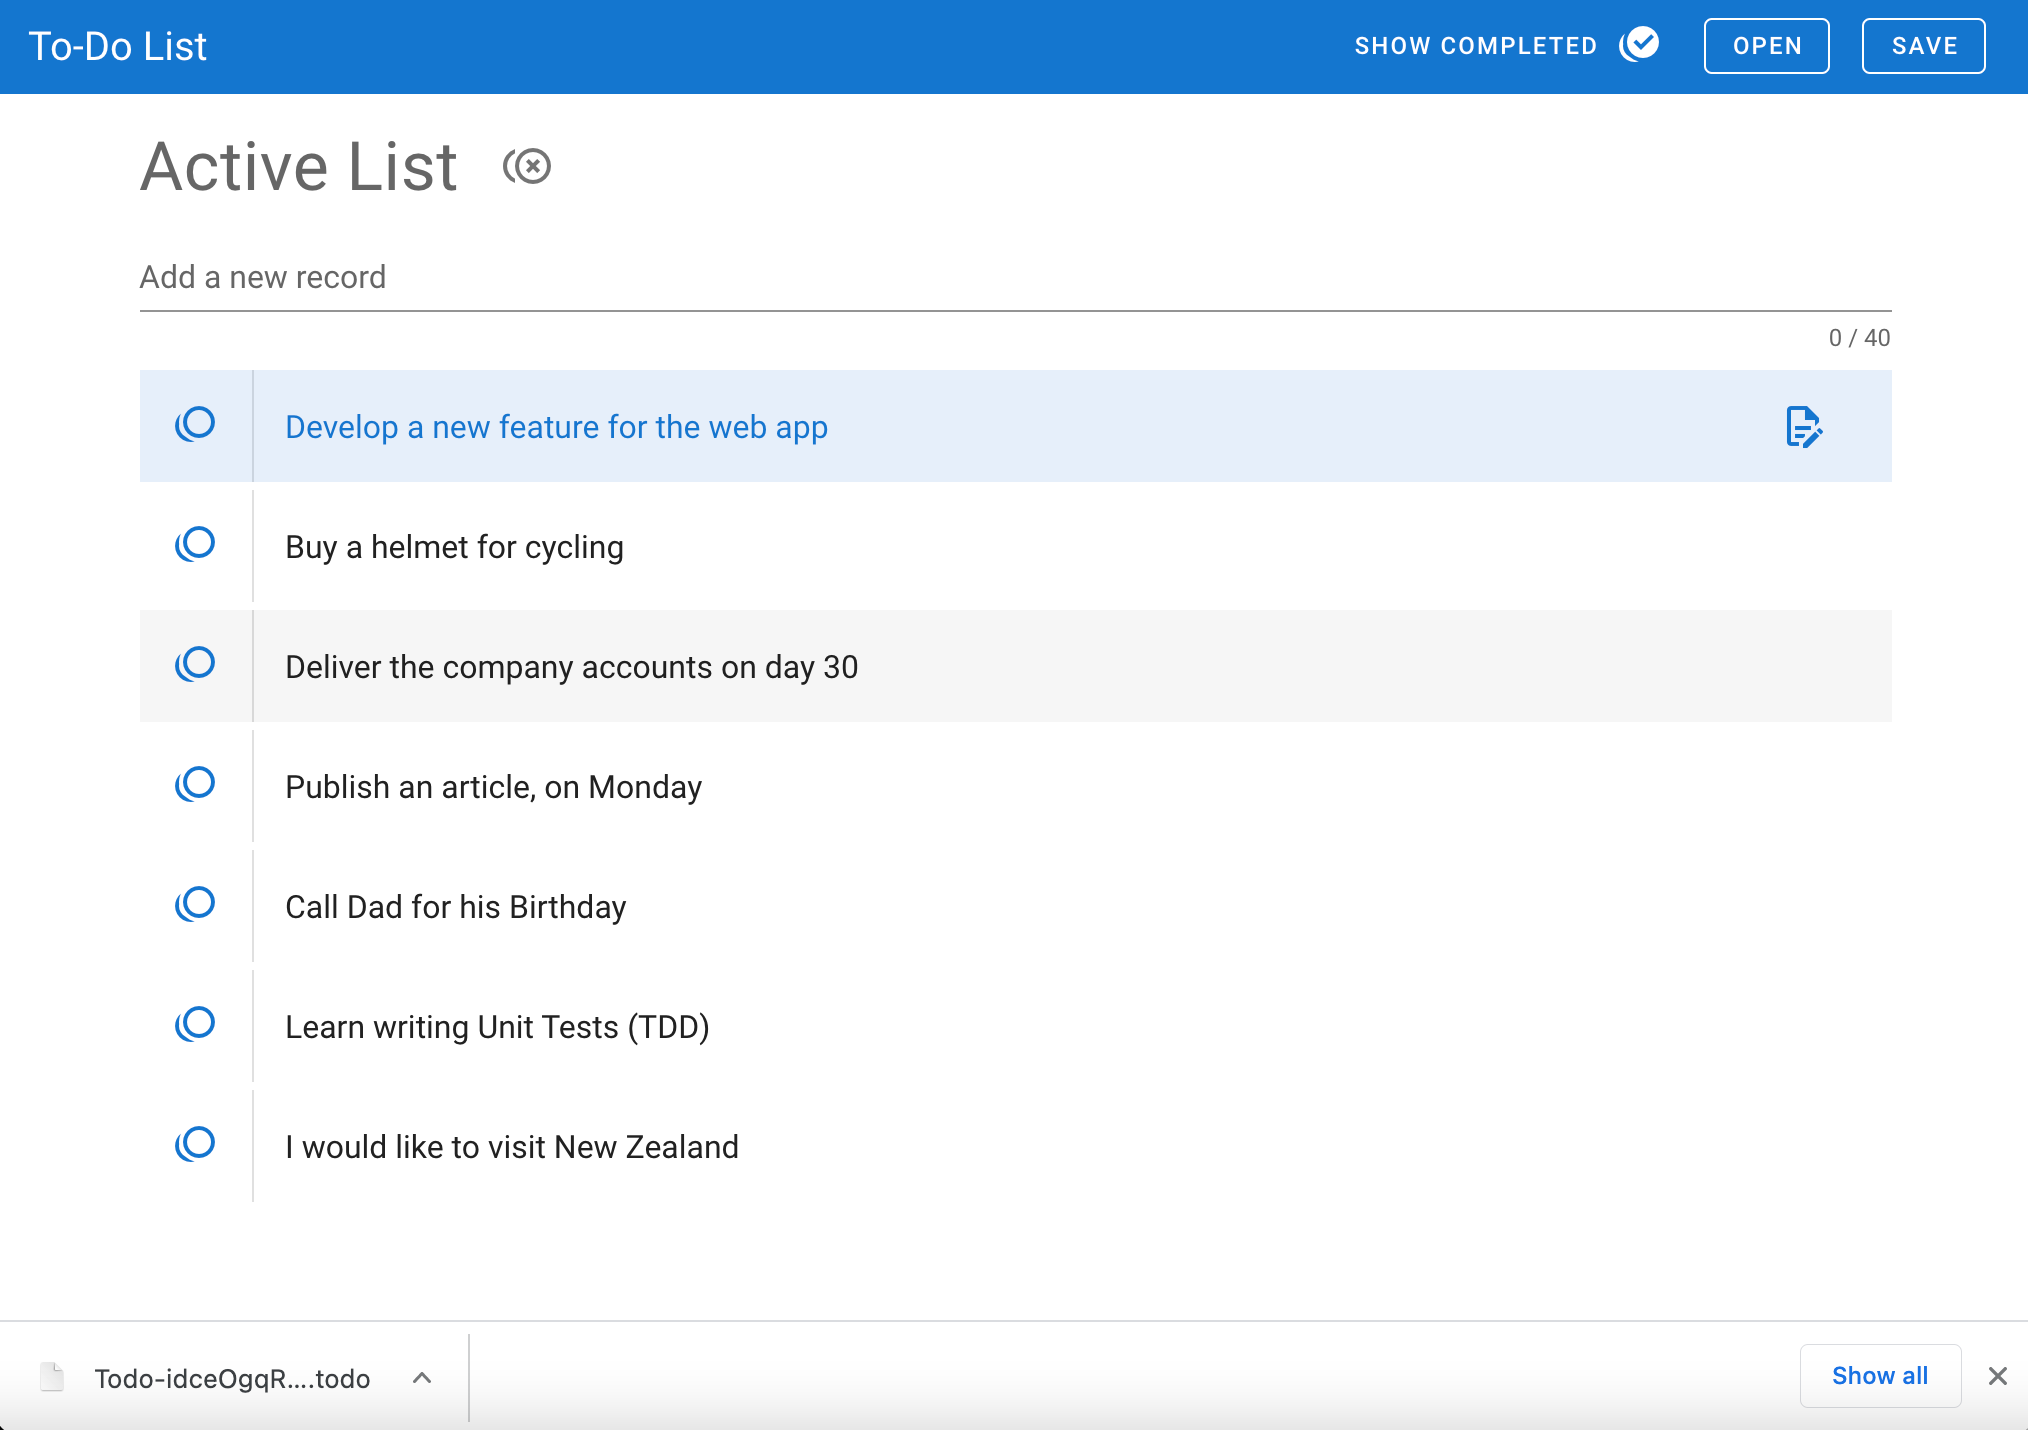 To-Do List
SHOW COMPLETED
OPEN
SAVE
Active List
Add a new record
0 / 40
Develop a new feature for the web app
Buy a helmet for cycling
Deliver the company accounts on day 30
Publish an article, on Monday
Call Dad for his Birthday
Learn writing Unit Tests (TDD)
I would like to visit New Zealand
Todo-idceOgqR....todo
Show all